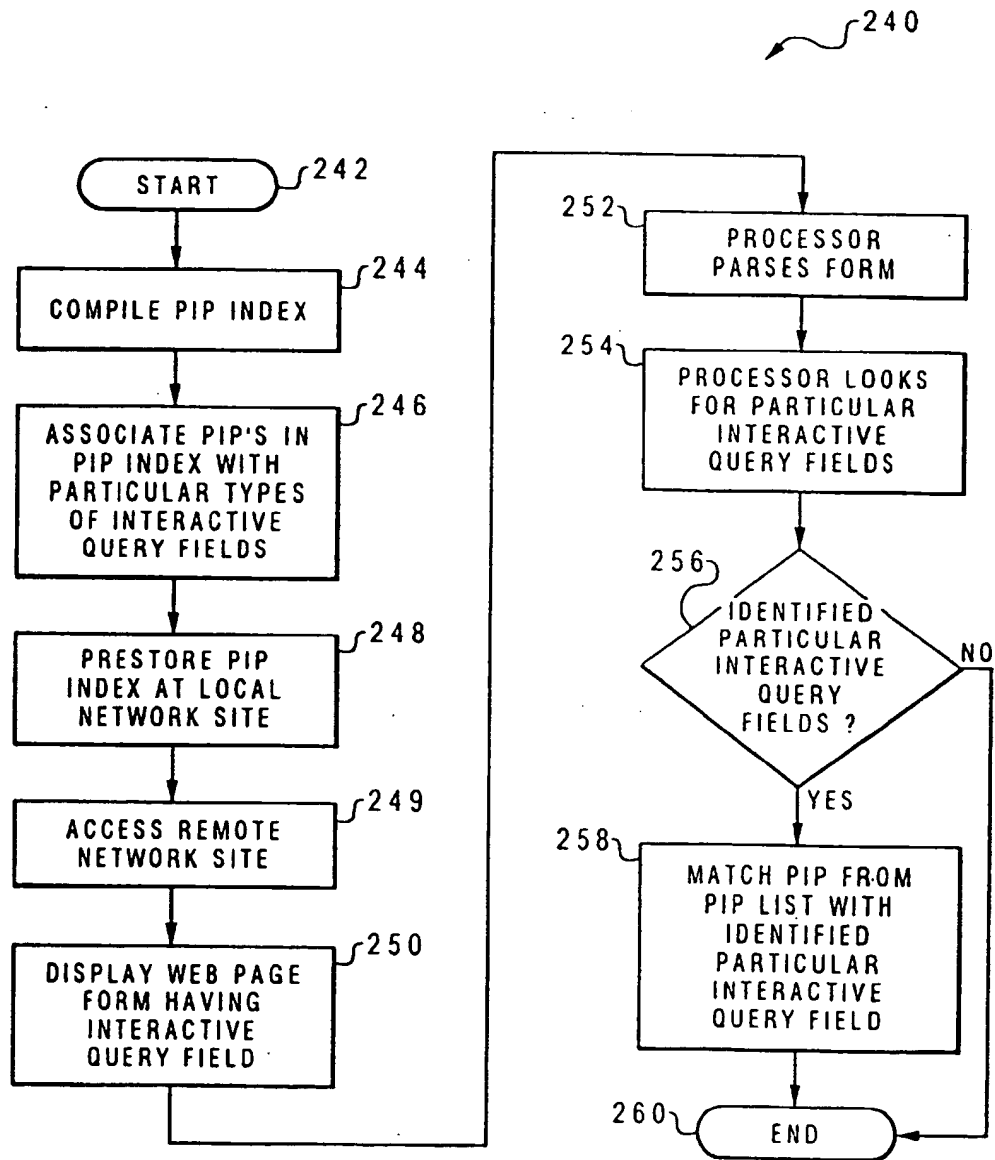 240
START
242
244
COMPILE PIP INDEX
246
ASSOCIATE PIP'S IN
PIP INDEX WITH
PARTICULAR TYPES
OF INTERACTIVE
QUERY FIELDS
248
PRESTORE PIP
INDEX AT LOCAL
NETWORK SITE
249
ACCESS REMOTE
NETWORK SITE
250
DISPLAY WEB PAGE
FORM HAVING
INTERACTIVE
QUERY FIELD
252
PROCESSOR
PARSES FORM
254
PROCESSOR LOOKS
FOR PARTICULAR
INTERACTIVE
QUERY FIELDS
256
IDENTIFIED
PARTICULAR
INTERACTIVE
QUERY
FIELDS ?
NO
YES
258
MATCH PIP FROM
PIP LIST WITH
IDENTIFIED
PARTICULAR
INTERACTIVE
QUERY FIELD
260
END